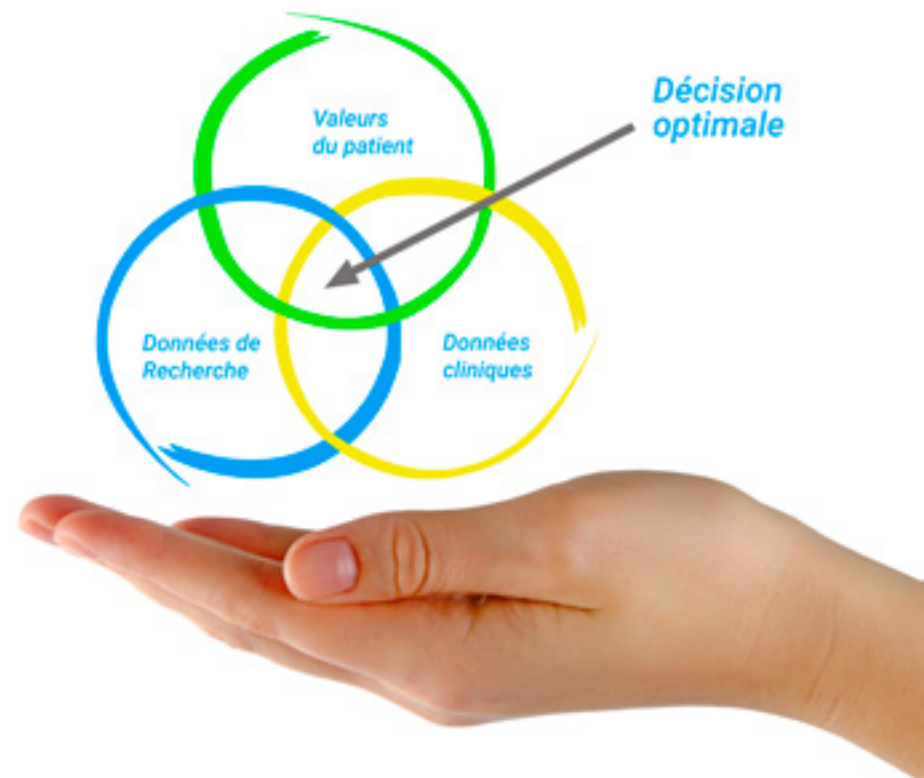 Valeurs
du patient
Décision
optimale
Données de
Recherche
Données
cliniques